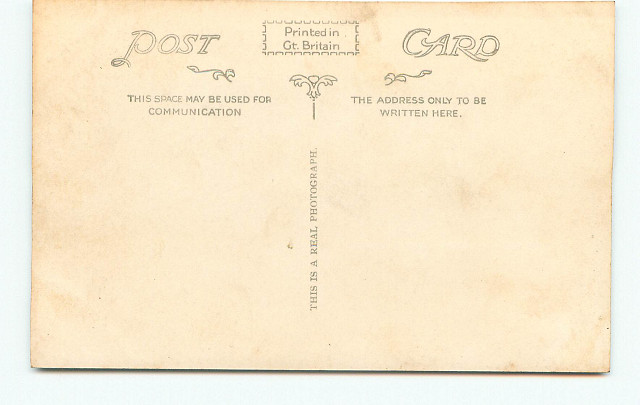 POST
Printed in
Gt. Britain
CARD
THIS SPACE MAY BE USED FOR
COMMUNICATION
THE ADDRESS ONLY TO BE
WRITTEN HERE.
THIS IS A REAL PHOTOGRAPH.